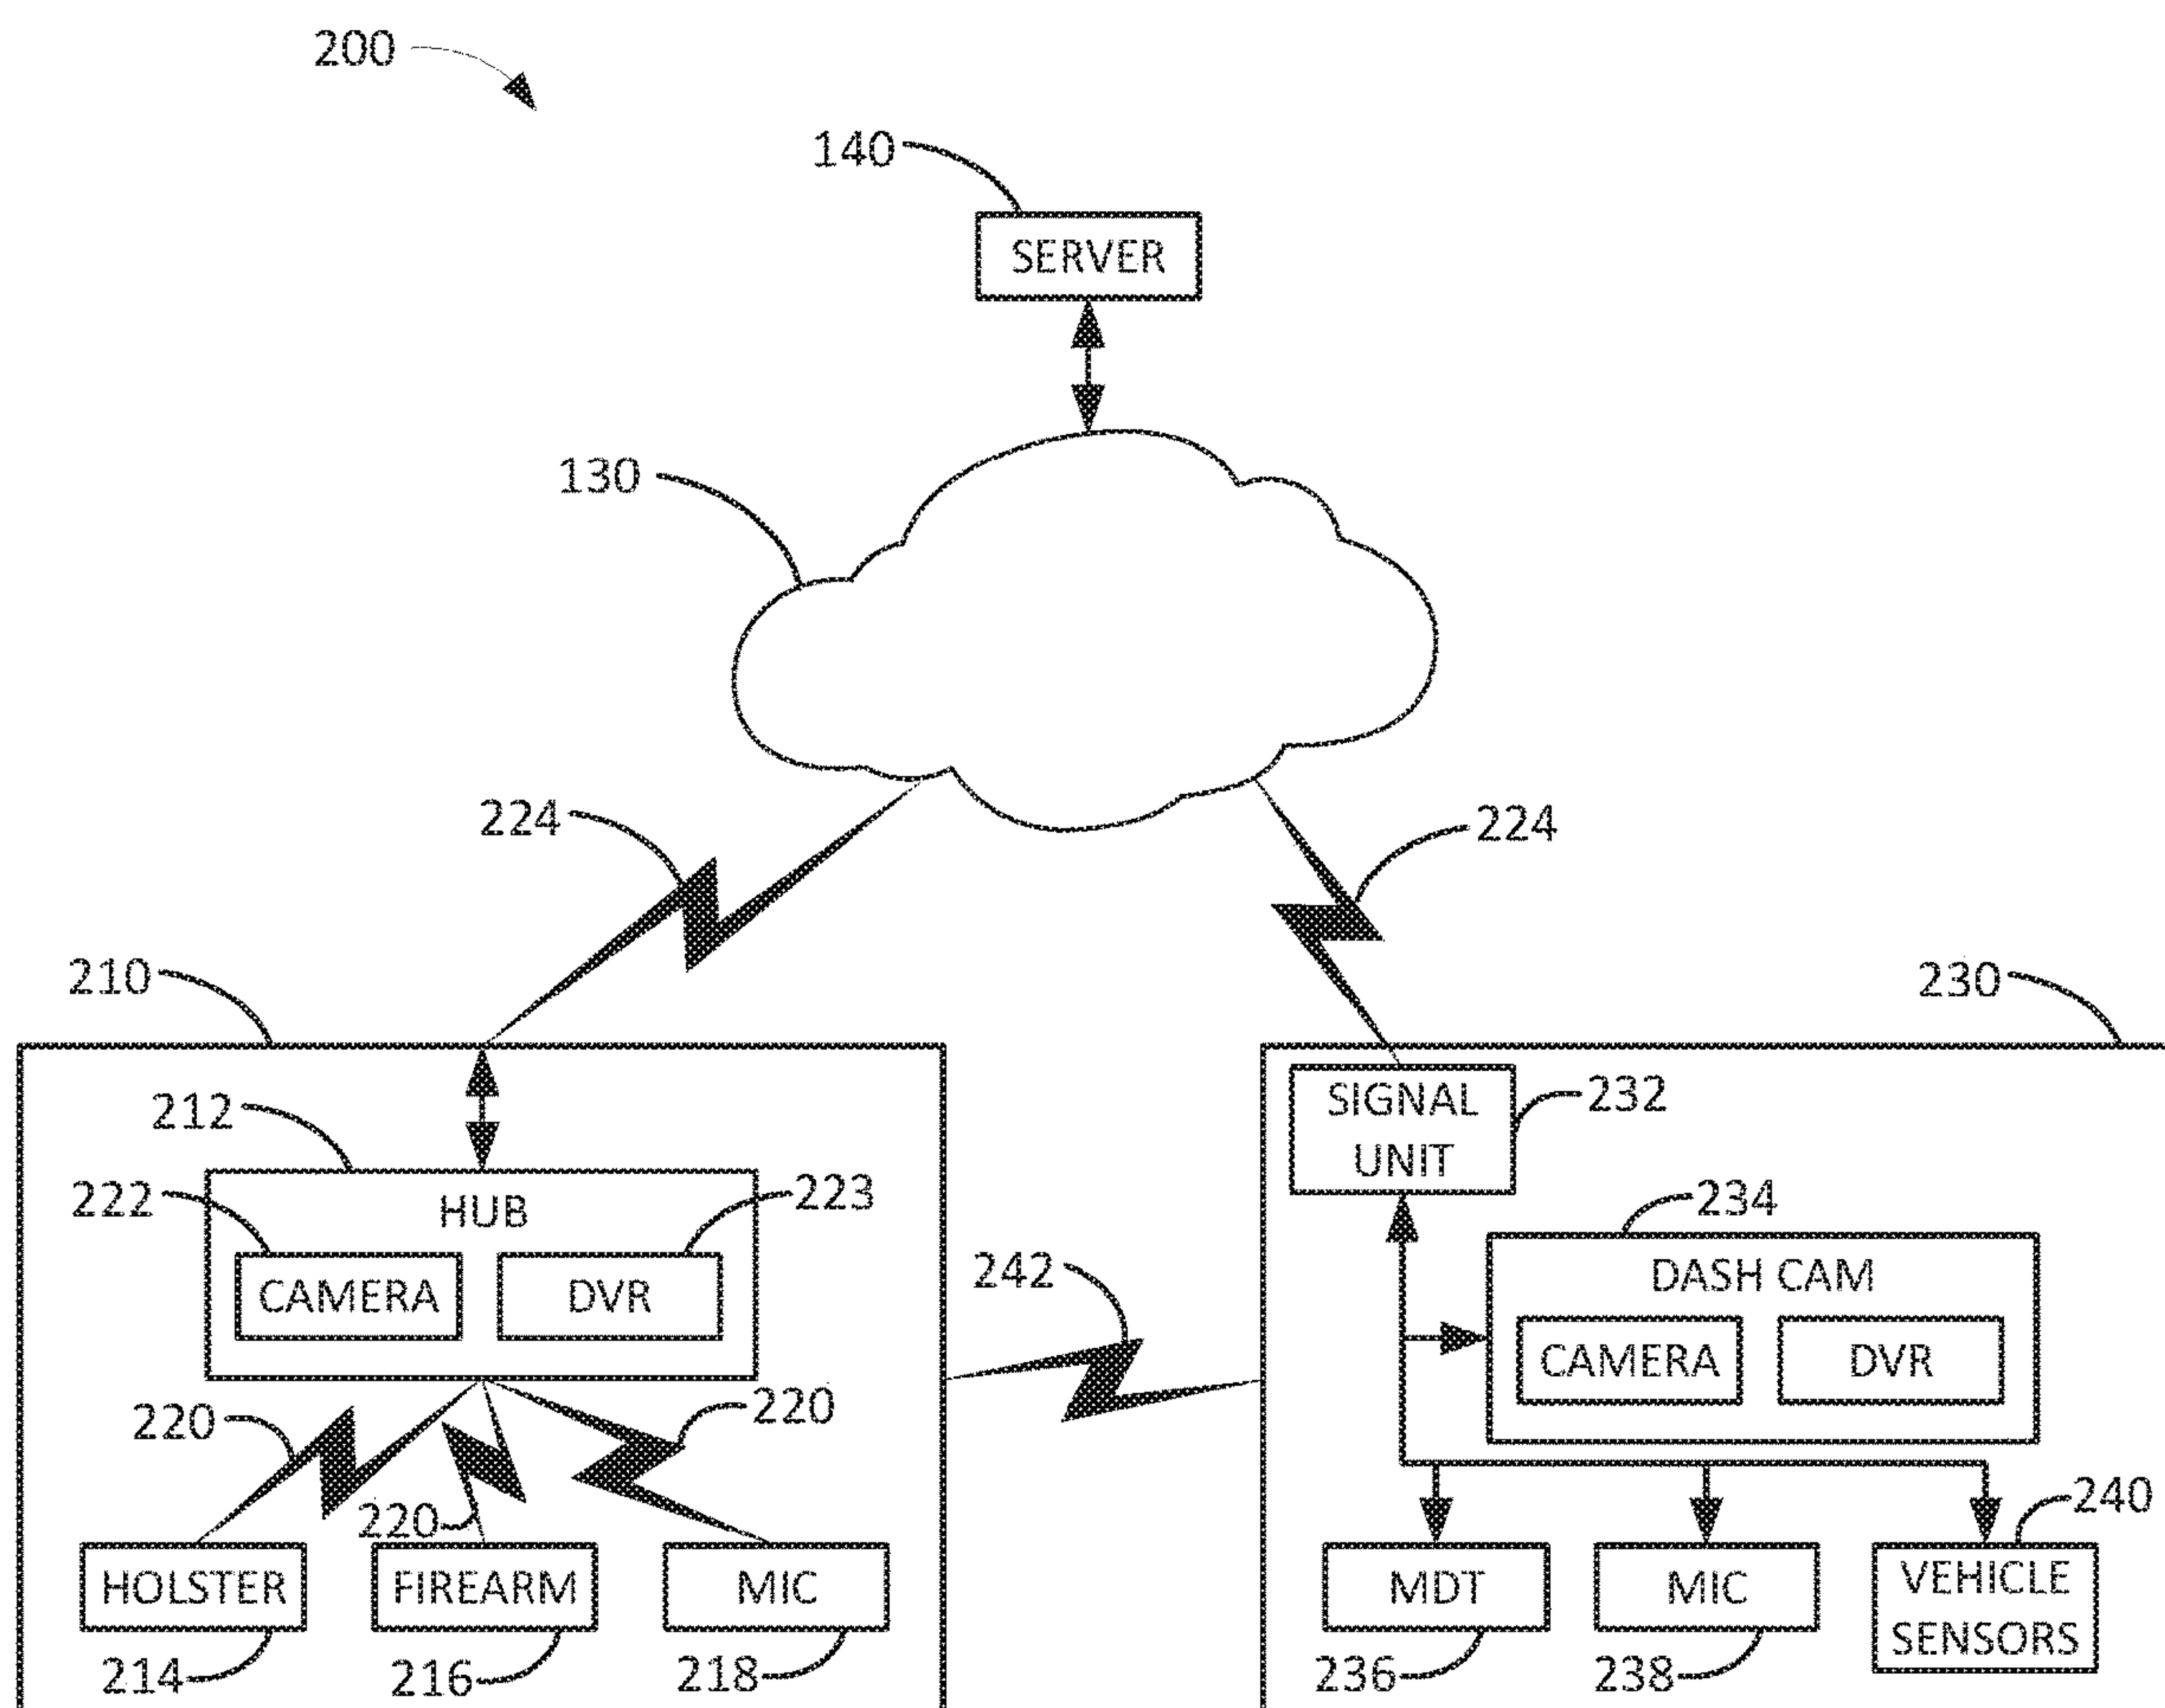 200
140
SERVER
130
224
224
210
230
212
HUB
222
223
CAMERA
DVR
SIGNAL
UNIT
232
234
DASH CAM
CAMERA
DVR
242
220
220
220
HOLSTER
FIREARM
MIC
214
216
218
MDT
MIC
VEHICLE
SENSORS
240
236
238